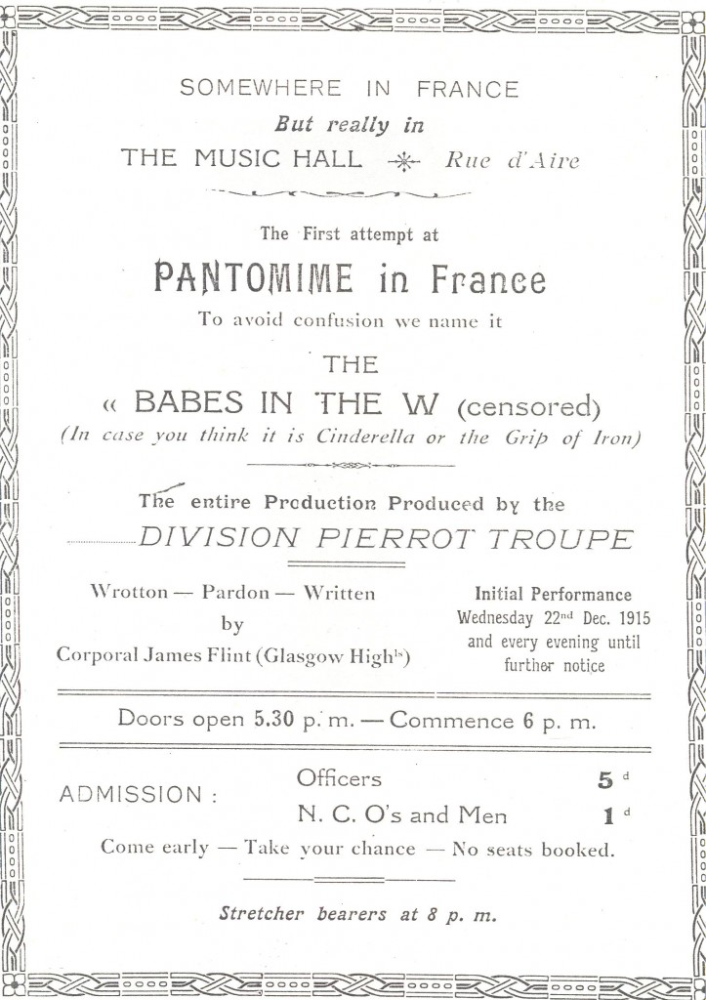 SOMEWHERE IN FRANCE
But really in
THE MUSIC HALL Rue d'Aire
The First attempt at
PANTOMIME in France
To avoid confusion we name it
THE
« BABES IN THE W (censored)
(In case you think it is Cinderella or the Grip of Iron)
The entire Production Produced by the
....................DIVISION PIERROT TROUPE
Wrotton — Pardon — Written
by
Corporal James Flint (Glasgow Highls)
Initial Performance
Wednesday 22nd Dec. 1915
and every evening until
further notice
Doors open 5.30 p. m. — Commence 6 p. m.
ADMISSION :
Officers 5 d
N. C. O's and Men 1 d
Come early — Take your chance — No seats booked.
Stretcher bearers at 8 p. m.